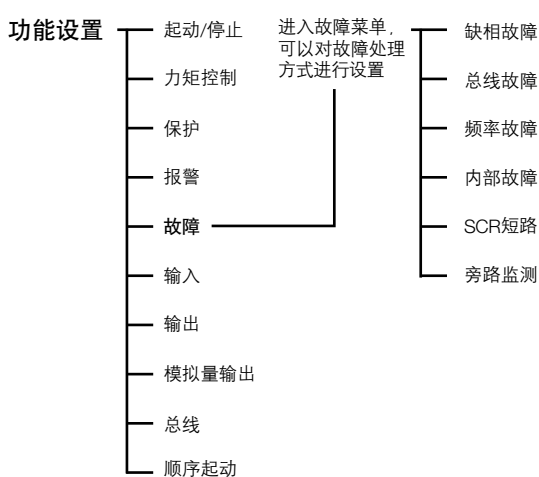 功能设置
起动/停止
力矩控制
保护
报警
故障
输入
输出
模拟量输出
总线
顺序起动
进入故障菜单，
可以对故障处理
方式进行设置
缺相故障
总线故障
频率故障
内部故障
SCR短路
旁路监测